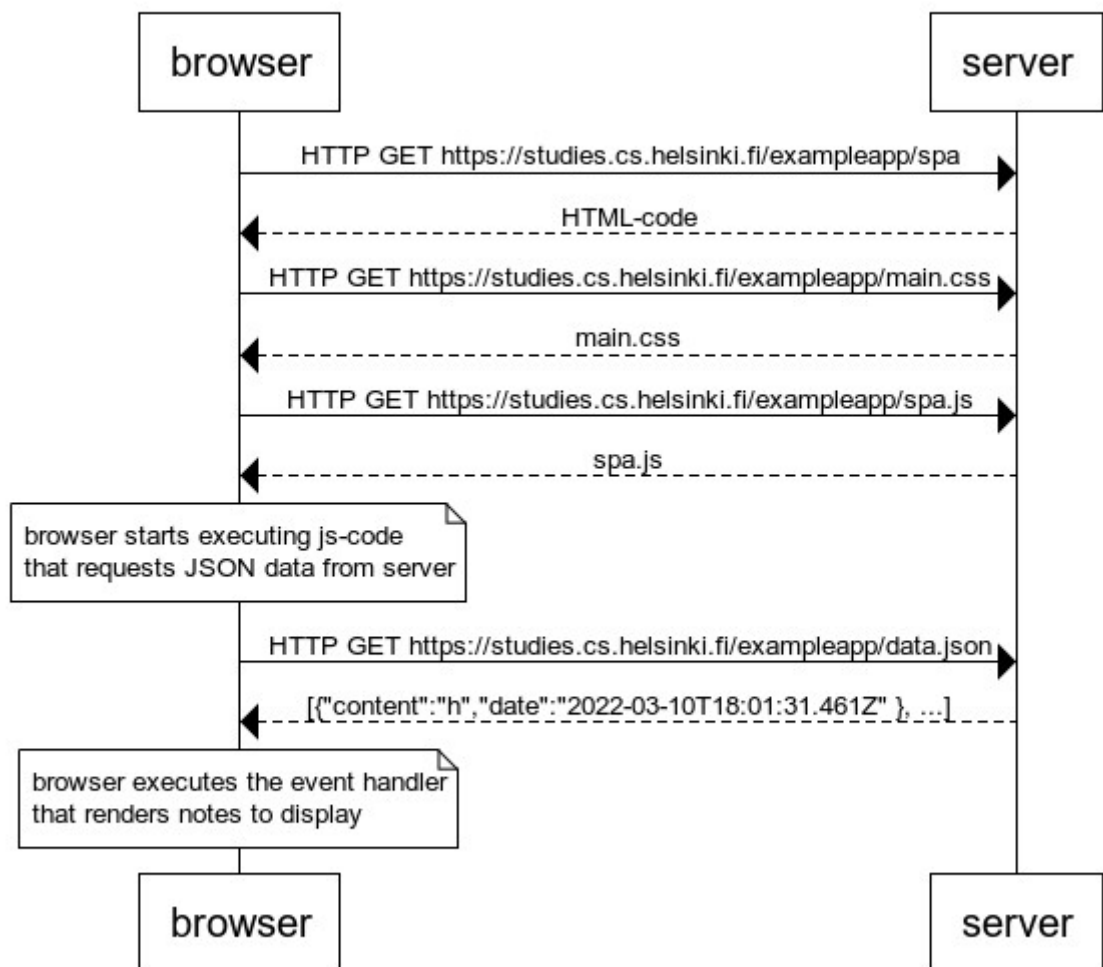 browser
server
HTTP GET https://studies.cs.helsinki.fi/exampleapp/spa
HTML-code
HTTP GET https://studies.cs.helsinki.fi/exampleapp/main.css
main.css
HTTP GET https://studies.cs.helsinki.fi/exampleapp/spa.js
spa.js
browser starts executing js-code
that requests JSON data from server
HTTP GET https://studies.cs.helsinki.fi/exampleapp/data.json
[{"content":"h","date":"2022-03-10T18:01:31.461Z" }, ...]
browser executes the event handler
that renders notes to display
browser
server